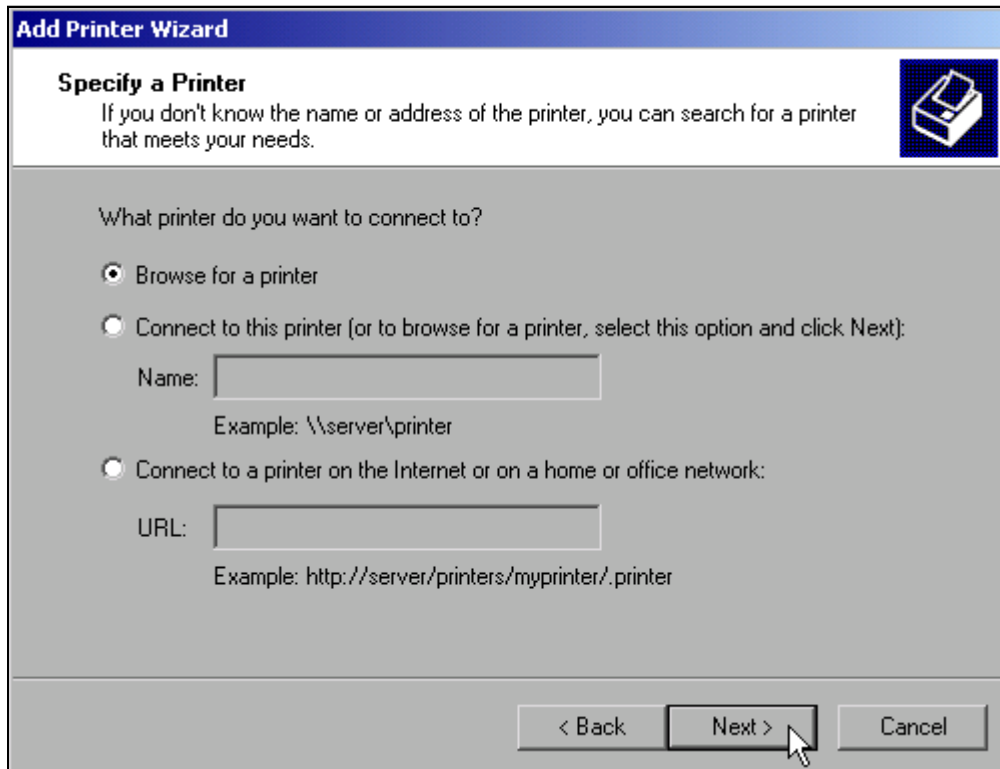 Add Printer Wizard
Specify a Printer
If you don't know the name or address of the printer, you can search for a printer
that meets your needs.
What printer do you want to connect to?
Browse for a printer
Connect to this printer (or to browse for a printer, select this option and click Next):
Name:
Example: \\server\printer
Connect to a printer on the Internet or on a home or office network:
URL:
Example: http://server/printers/myprinter/.printer
< Back Next > Cancel